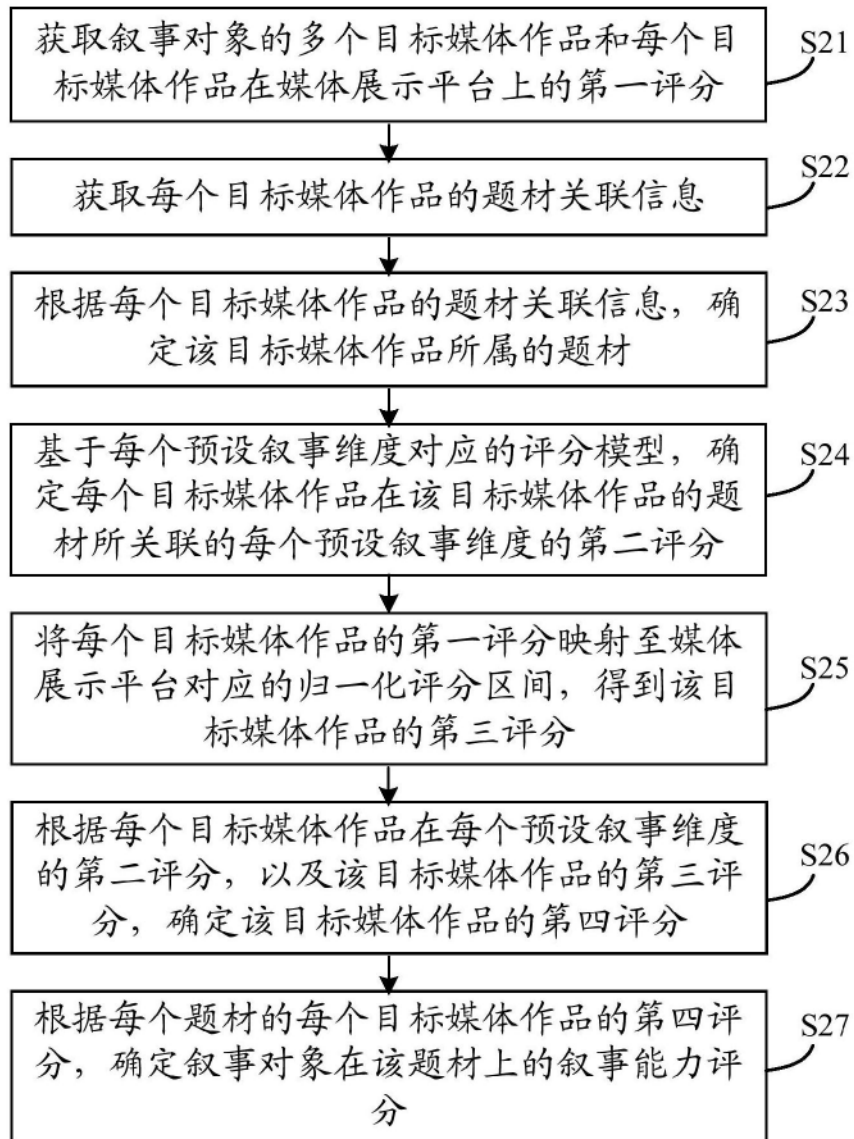 获取叙事对象的多个目标媒体作品和每个目
标媒体作品在媒体展示平台上的第一评分
S21
获取每个目标媒体作品的题材关联信息
S22
根据每个目标媒体作品的题材关联信息，确
定该目标媒体作品所属的题材
S23
基于每个预设叙事维度对应的评分模型，确
定每个目标媒体作品在该目标媒体作品的题
材所关联的每个预设叙事维度的第二评分
S24
将每个目标媒体作品的第一评分映射至媒体
展示平台对应的归一化评分区间，得到该目
标媒体作品的第三评分
S25
根据每个目标媒体作品在每个预设叙事维度
的第二评分，以及该目标媒体作品的第三评
分，确定该目标媒体作品的第四评分
S26
根据每个题材的每个目标媒体作品的第四评
分，确定叙事对象在该题材上的叙事能力评
分
S27